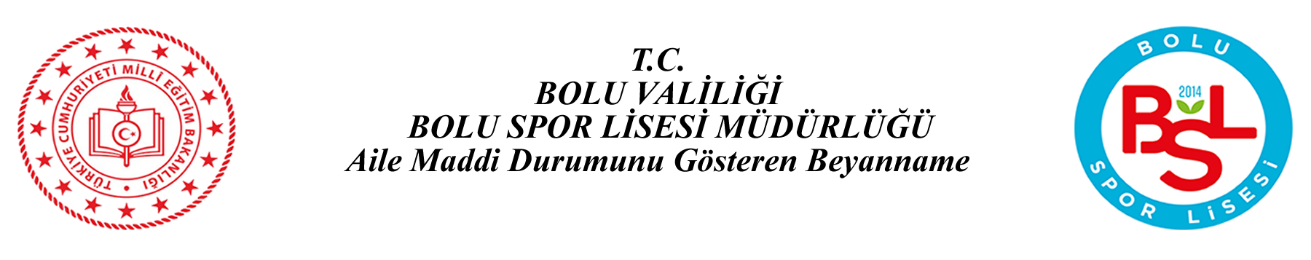 TÜRKİYE CUMHURİYETİ MİLLİ EĞİTİM BAKANLIĞI
T.C.
BOLU VALİLİĞİ
BOLU SPOR LİSESİ MÜDÜRLÜĞÜ
Aile Maddi Durumunu Gösteren Beyanname
BOLU
2014
BSL
SPOR LİSESİ